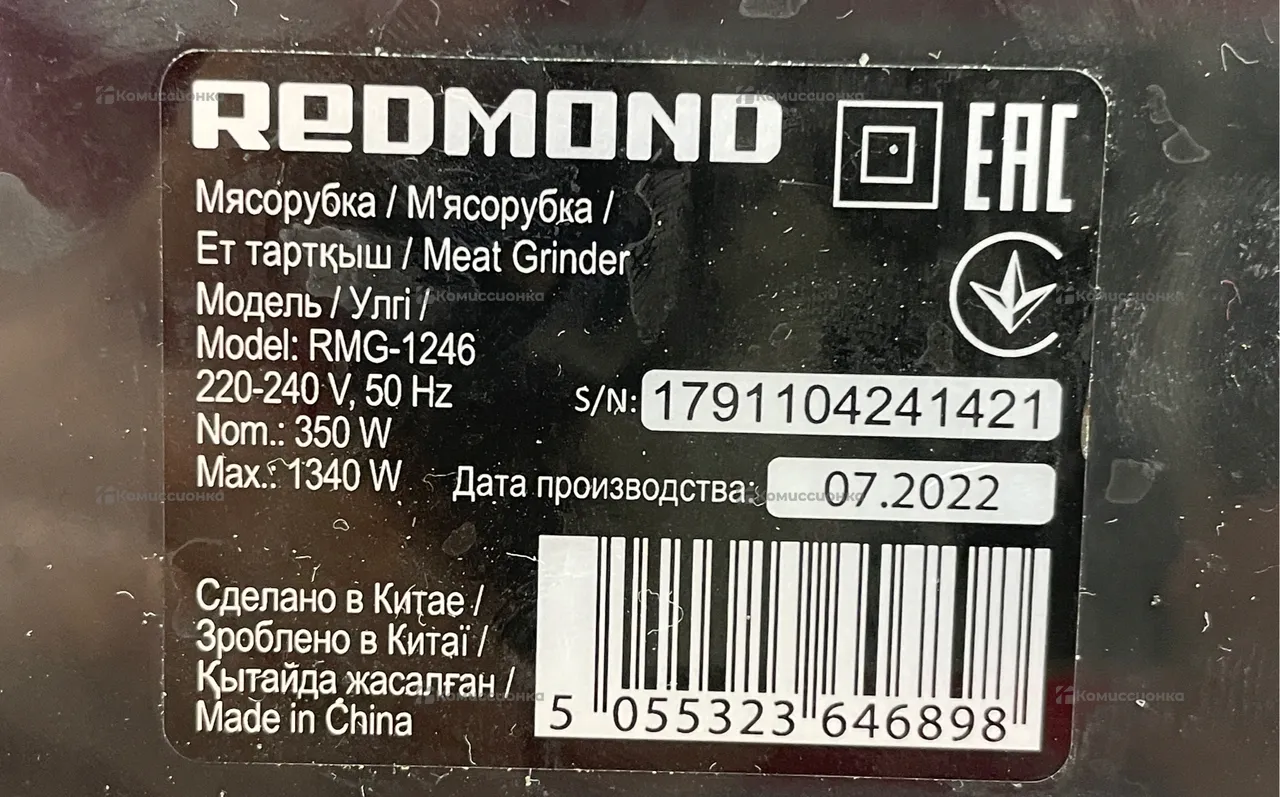 REDMOND
EAC
Мясорубка / М'ясорубка /
Ет тартқыш / Meat Grinder
Модель / Улгі /
Model: RMG-1246
220-240 V, 50 Hz
S/N: 1791104241421
Nom.: 350 W
Max.: 1340 W
Дата производства: 07.2022
Сделано в Китае /
Зроблено в Китаї /
Қытайда жасалған /
Made in China
5 055323 646898
Комиссионка
Комиссионка
Комиссионка
Комиссионка
Комиссионка
Комиссионка
Комиссионка
Комиссионка